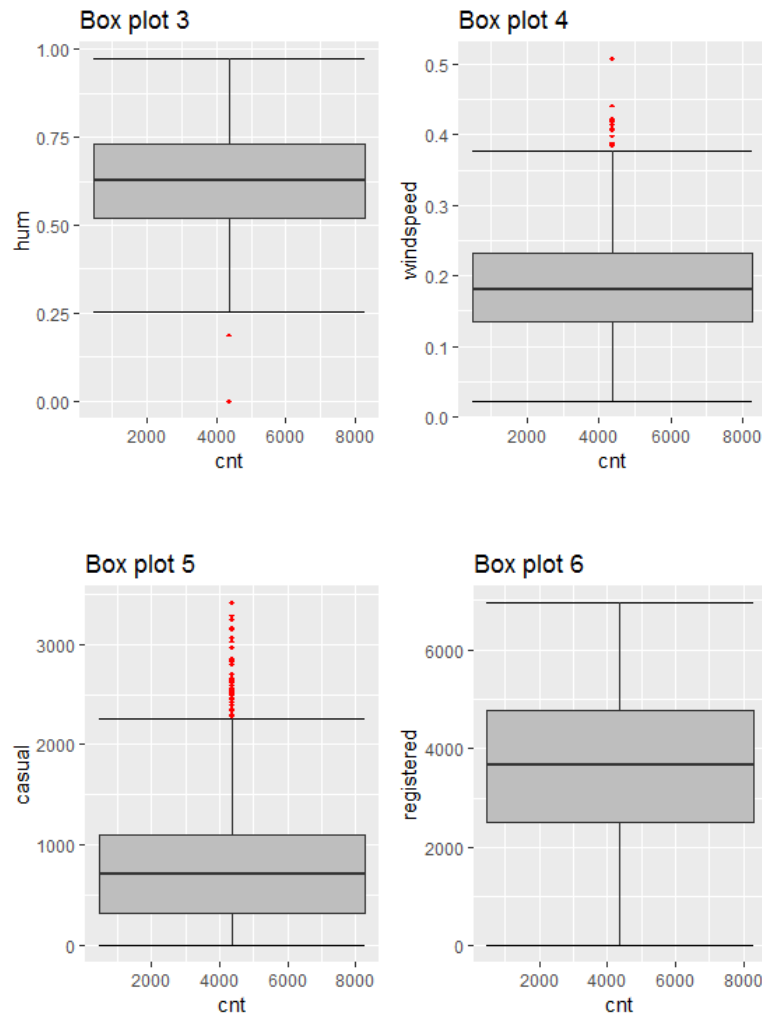 Box plot 3
1.00
0.75
0.50
0.25
0.00
hum
2000 4000 6000 8000
cnt
Box plot 4
0.5
0.4
0.3
0.2
0.1
0.0
windspeed
2000 4000 6000 8000
cnt
Box plot 5
3000
2000
1000
0
casual
2000 4000 6000 8000
cnt
Box plot 6
6000
4000
2000
0
registered
2000 4000 6000 8000
cnt